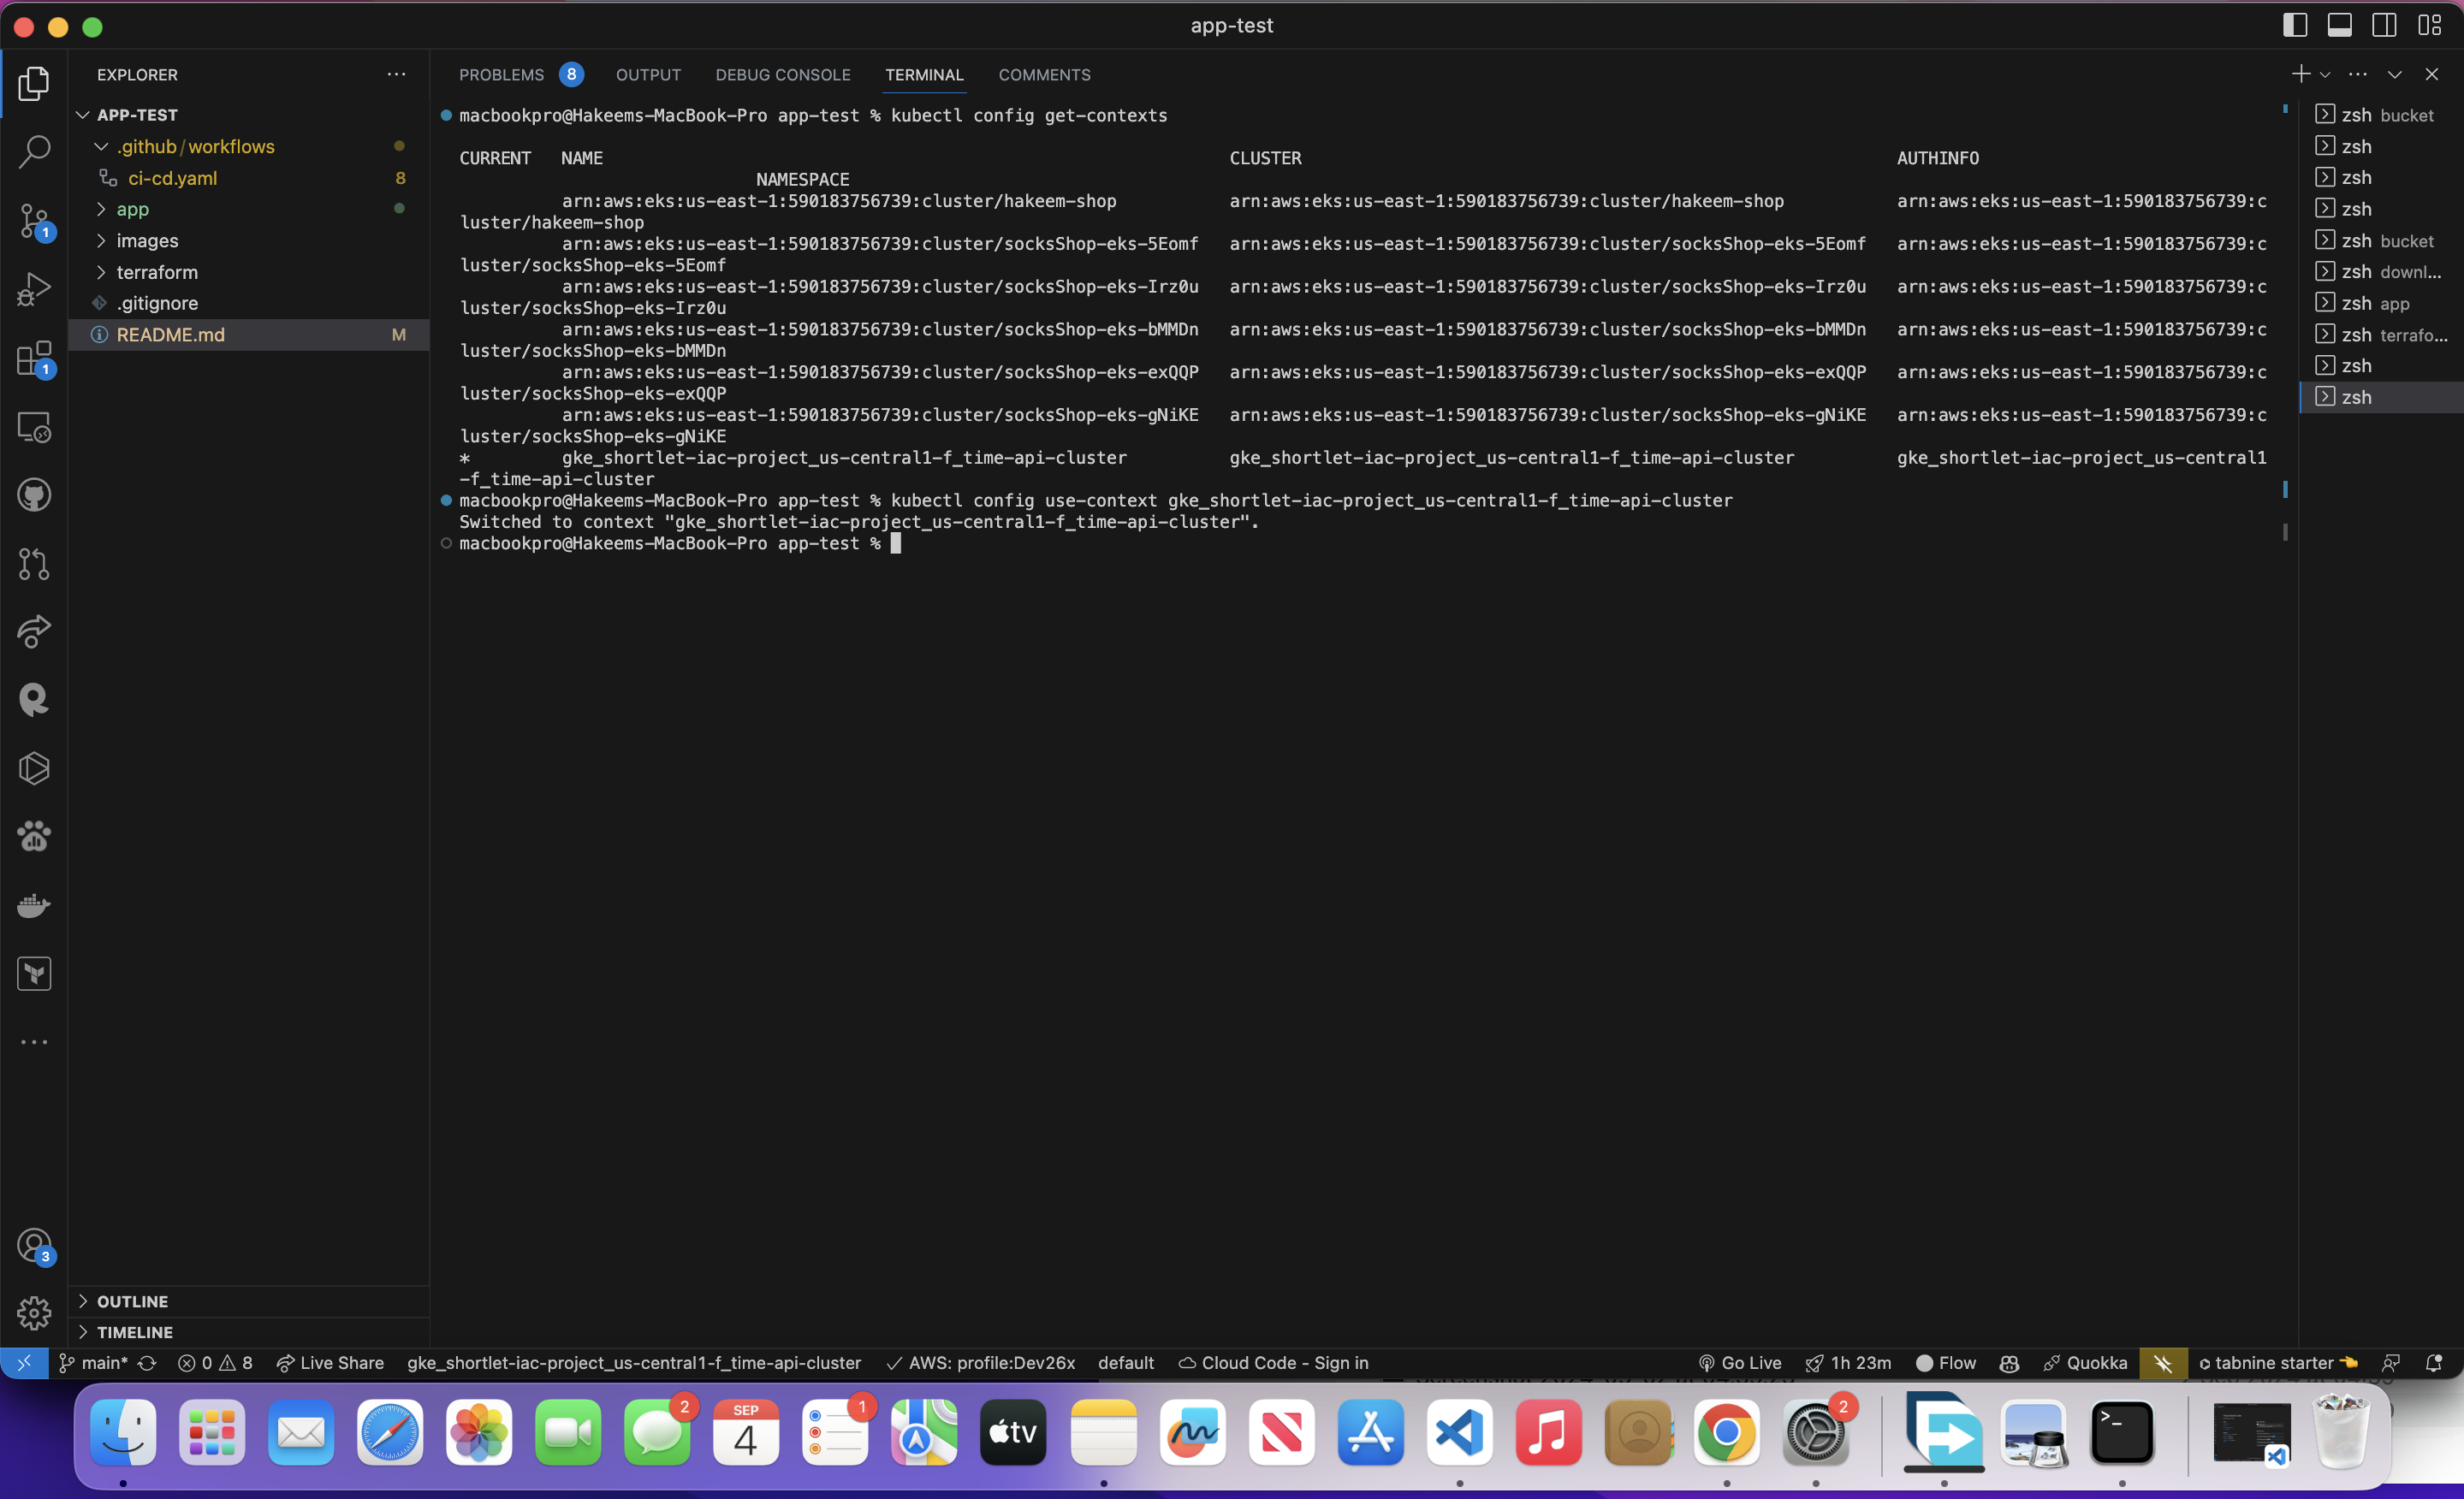 app-test
EXPLORER
APP-TEST
.github/workflows
ci-cd.yaml 8
app
images
terraform
.gitignore
README.md M
OUTLINE
TIMELINE
1
1
3
PROBLEMS 8 OUTPUT DEBUG CONSOLE TERMINAL COMMENTS
macbookpro@Hakeems-MacBook-Pro app-test % kubectl config get-contexts
CURRENT NAME CLUSTER AUTHINFO
NAMESPACE
arn:aws:eks:us-east-1:590183756739:cluster/hakeem-shop arn:aws:eks:us-east-1:590183756739:cluster/hakeem-shop arn:aws:eks:us-east-1:590183756739:c
luster/hakeem-shop
arn:aws:eks:us-east-1:590183756739:cluster/socksShop-eks-5Eomf arn:aws:eks:us-east-1:590183756739:cluster/socksShop-eks-5Eomf arn:aws:eks:us-east-1:590183756739:c
luster/socksShop-eks-5Eomf
arn:aws:eks:us-east-1:590183756739:cluster/socksShop-eks-Irz0u arn:aws:eks:us-east-1:590183756739:cluster/socksShop-eks-Irz0u arn:aws:eks:us-east-1:590183756739:c
luster/socksShop-eks-Irz0u
arn:aws:eks:us-east-1:590183756739:cluster/socksShop-eks-bMMDn arn:aws:eks:us-east-1:590183756739:cluster/socksShop-eks-bMMDn arn:aws:eks:us-east-1:590183756739:c
luster/socksShop-eks-bMMDn
arn:aws:eks:us-east-1:590183756739:cluster/socksShop-eks-exQQP arn:aws:eks:us-east-1:590183756739:cluster/socksShop-eks-exQQP arn:aws:eks:us-east-1:590183756739:c
luster/socksShop-eks-exQQP
arn:aws:eks:us-east-1:590183756739:cluster/socksShop-eks-gNiKE arn:aws:eks:us-east-1:590183756739:cluster/socksShop-eks-gNiKE arn:aws:eks:us-east-1:590183756739:c
luster/socksShop-eks-gNiKE
* gke_shortlet-iac-project_us-central1-f_time-api-cluster gke_shortlet-iac-project_us-central1-f_time-api-cluster gke_shortlet-iac-project_us-central1
-f_time-api-cluster
macbookpro@Hakeems-MacBook-Pro app-test % kubectl config use-context gke_shortlet-iac-project_us-central1-f_time-api-cluster
Switched to context "gke_shortlet-iac-project_us-central1-f_time-api-cluster".
macbookpro@Hakeems-MacBook-Pro app-test %
zsh bucket
zsh
zsh
zsh
zsh bucket
zsh downl...
zsh app
zsh terrafo...
zsh
zsh
main* 0 8 Live Share gke_shortlet-iac-project_us-central1-f_time-api-cluster AWS: profile:Dev26x default Cloud Code - Sign in Go Live 1h 23m Flow Quokka tabnine starter
2 SEP 4 1 tv 2